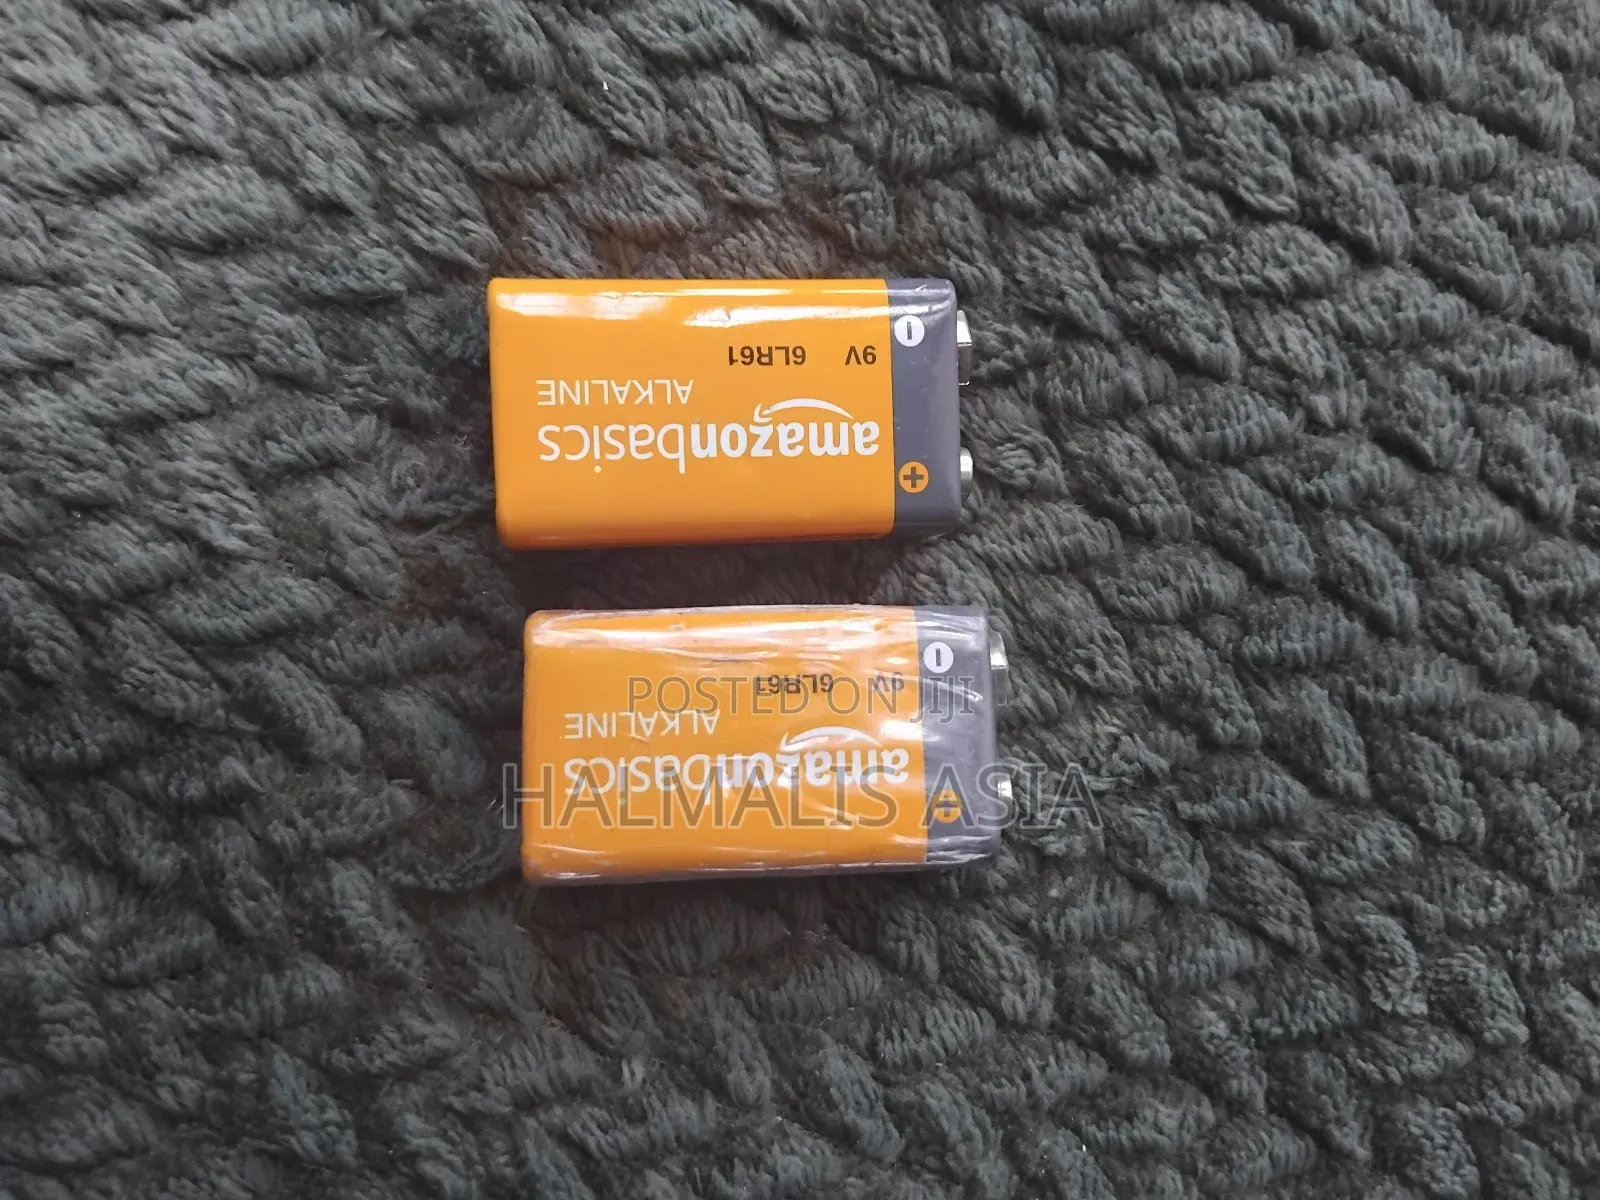 9V 6LR61
ALKALINE
amazonbasics
9V 6LR61
ALKALINE
amazonbasics
POSTED ON JIJI
HALMALIS ASIA